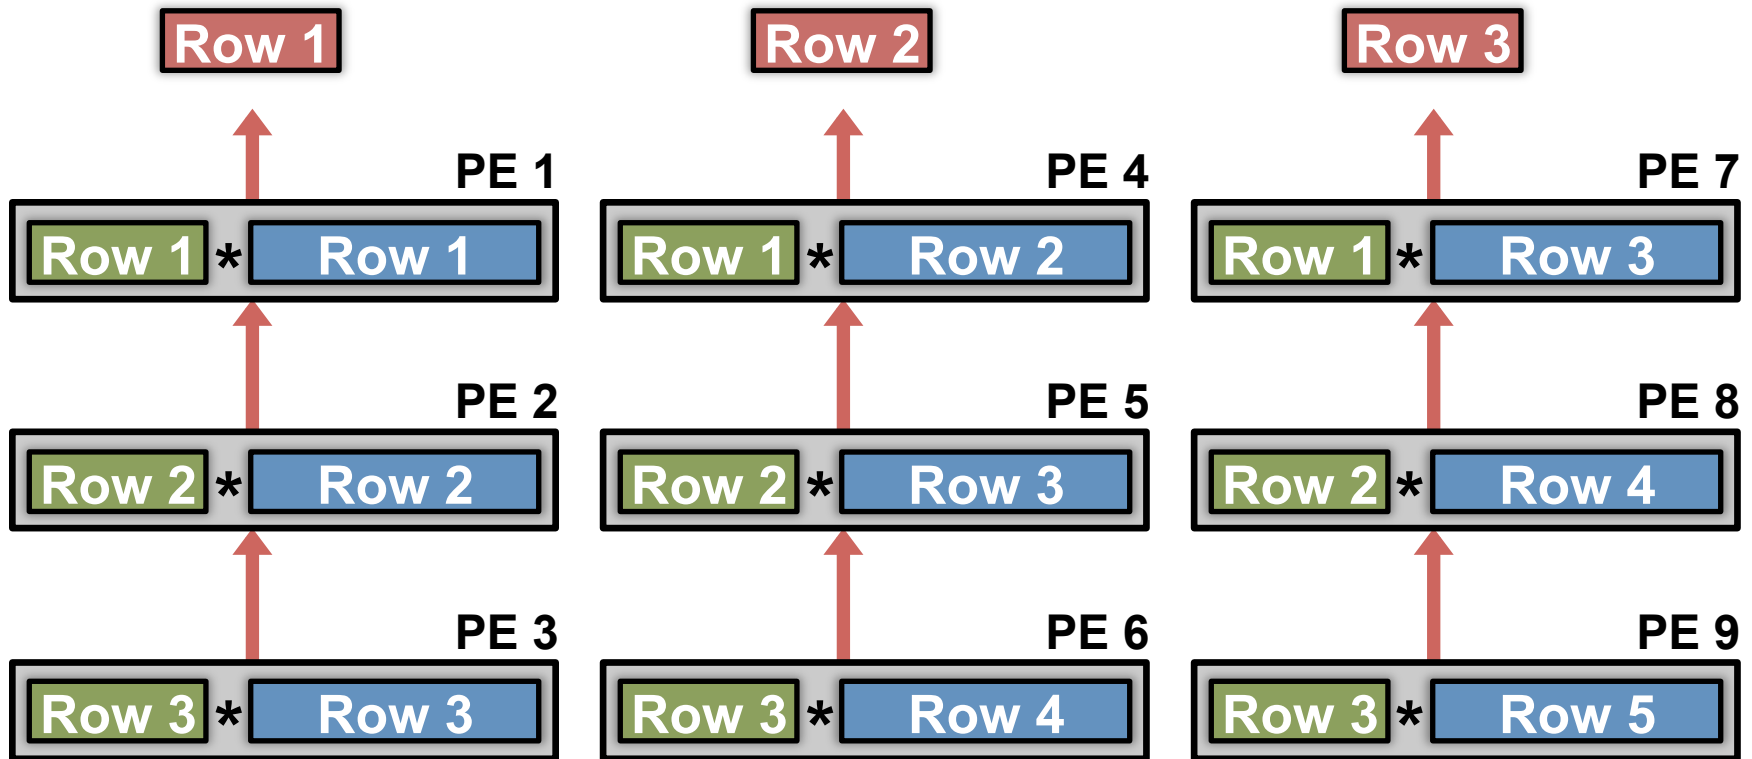 Row 1 Row 2 Row 3
PE 1 PE 4 PE 7
Row 1 * Row 1 Row 1 * Row 2 Row 1 * Row 3
PE 2 PE 5 PE 8
Row 2 * Row 2 Row 2 * Row 3 Row 2 * Row 4
PE 3 PE 6 PE 9
Row 3 * Row 3 Row 3 * Row 4 Row 3 * Row 5